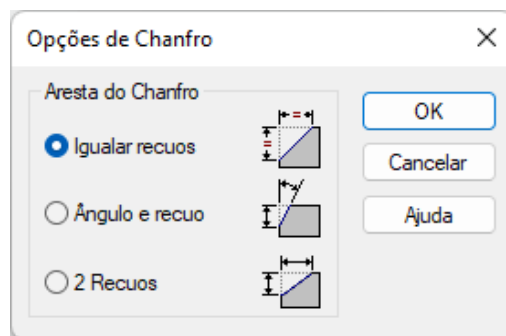 Opções de Chanfro
Aresta do Chanfro
Igualar recuos
Ângulo e recuo
2 Recuos
OK
Cancelar
Ajuda